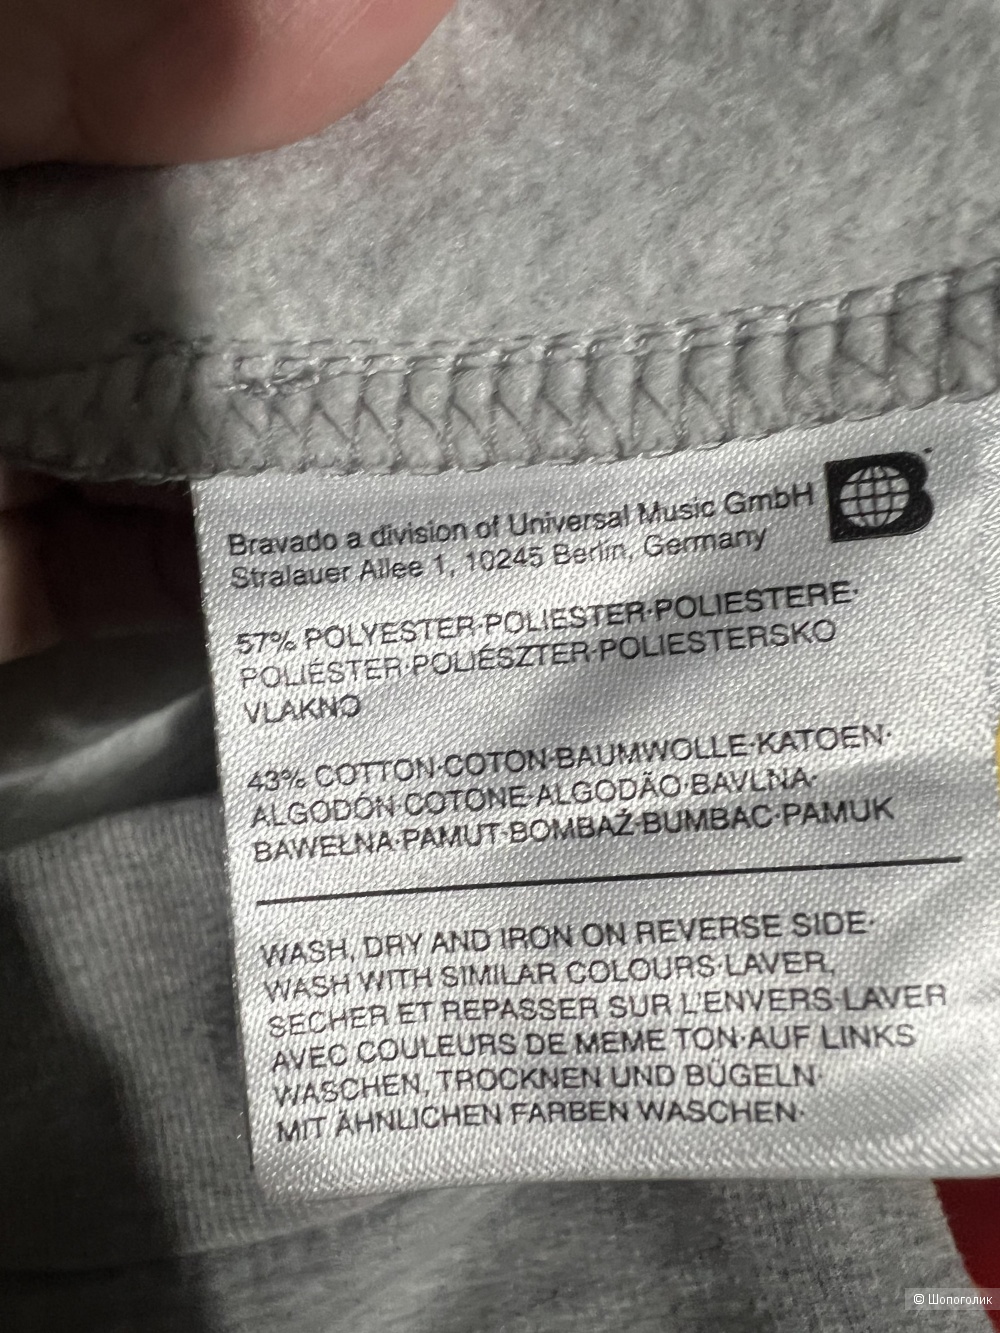 Bravado a division of Universal Music GmbH
Stralauer Allee 1, 10245 Berlin, Germany
B
57% POLYESTER·POLIESTER·POLIESTERE·
POLIÉSTER·POLIÉSZTER·POLIESTERSKO
VLAKNO
43% COTTON·COTON·BAUMWOLLE·KATOEN·
ALGODÓN·COTONE·ALGODÃO·BAVLNA·
BAWEŁNA·PAMUT·BOMBAŽ·BUMBAC·PAMUK
WASH, DRY AND IRON ON REVERSE SIDE·
WASH WITH SIMILAR COLOURS·LAVER,
SECHER ET REPASSER SUR L'ENVERS·LAVER
AVEC COULEURS DE MEME TON·AUF LINKS
WASCHEN, TROCKNEN UND BÜGELN·
MIT ÄHNLICHEN FARBEN WASCHEN·
© Шопоголик